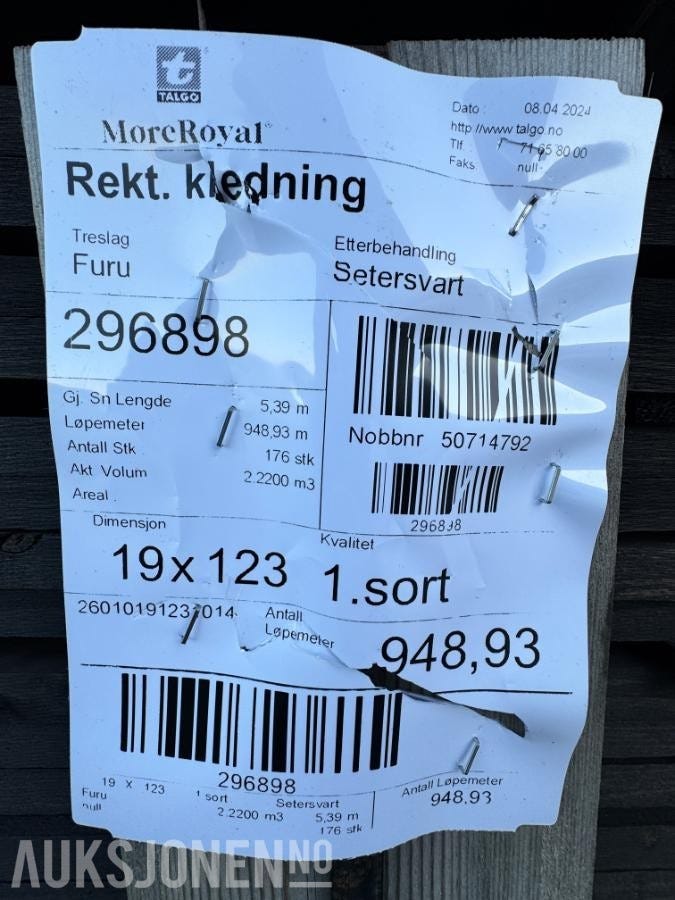 t
TALGO
MoreRoyal®
Rekt. kledning
Dato : 08.04 2024
http://www.talgo.no
Tlf : 71 65 80 00
Faks: null
Treslag
Furu
Etterbehandling
Setersvart
296898
Gj. Sn Lengde 5,39 m
Løpemeter 948,93 m
Antall Stk 176 stk
Akt Volum 2.2200 m3
Areal
Nobbnr 50714792
296898
Dimensjon
19 x 123
Kvalitet
1.sort
Antall
Løpemeter
948,93
296898
19 x 123
Furu 1 sort Setersvart
null 2.2200 m3 5,39 m
176 stk
Antall Løpemeter
948,93
AUKSJONEN.NO